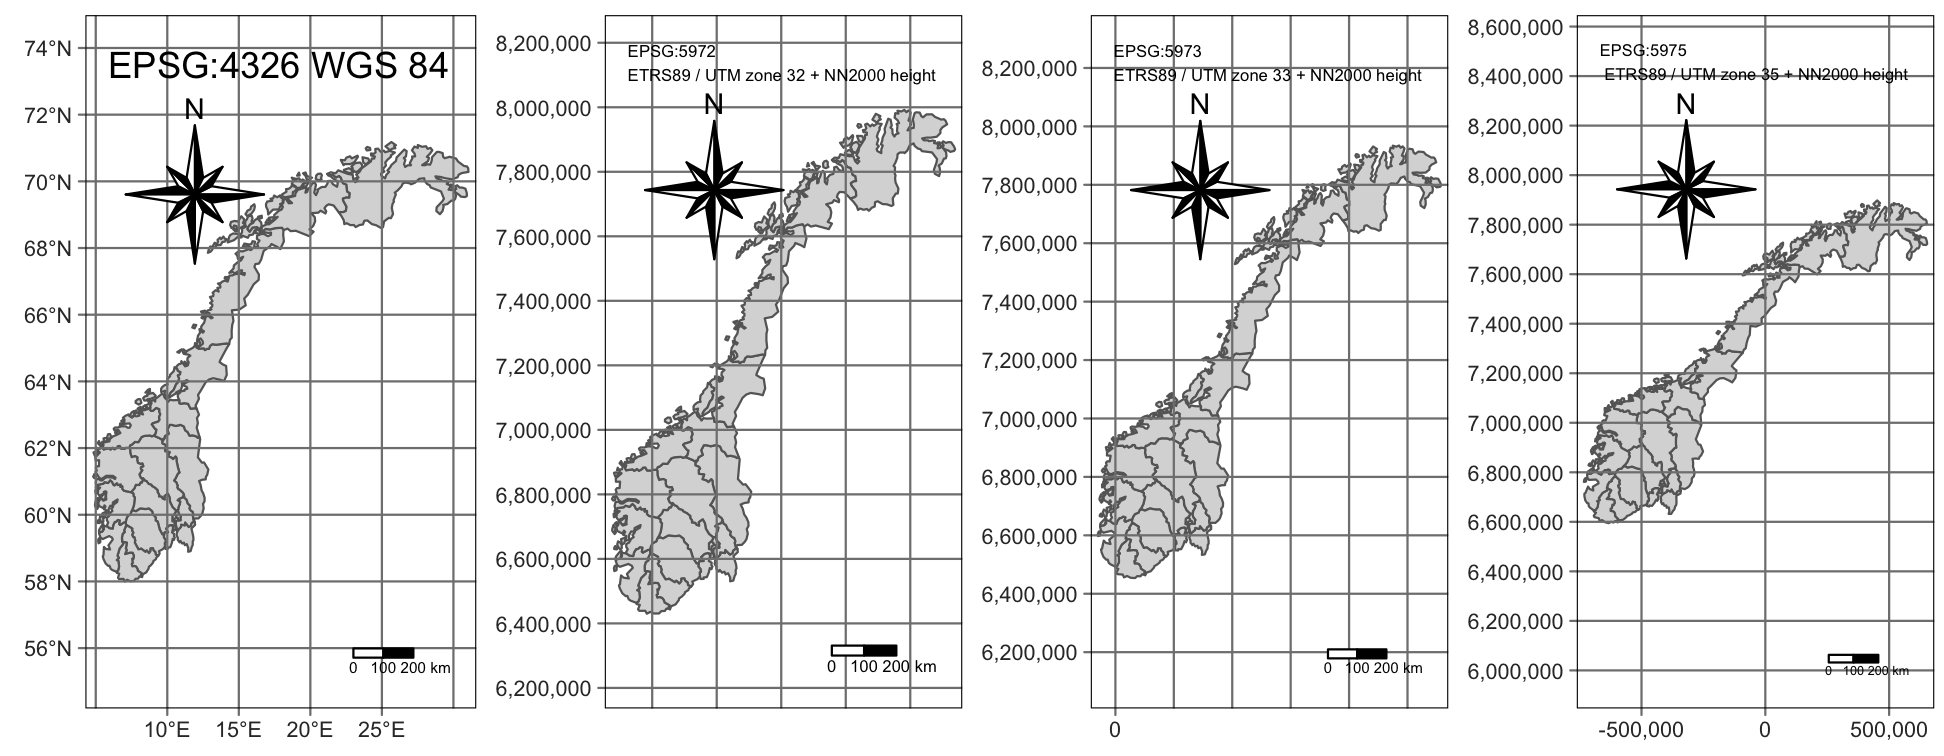 74°N
72°N
70°N
68°N
66°N
64°N
62°N
60°N
58°N
56°N
EPSG:4326 WGS 84
N
0 100 200 km
10°E 15°E 20°E 25°E
8,200,000
8,000,000
7,800,000
7,600,000
7,400,000
7,200,000
7,000,000
6,800,000
6,600,000
6,400,000
6,200,000
EPSG:5972
ETRS89 / UTM zone 32 + NN2000 height
N
0 100 200 km
8,200,000
8,000,000
7,800,000
7,600,000
7,400,000
7,200,000
7,000,000
6,800,000
6,600,000
6,400,000
6,200,000
EPSG:5973
ETRS89 / UTM zone 33 + NN2000 height
N
0 100 200 km
0
8,600,000
8,400,000
8,200,000
8,000,000
7,800,000
7,600,000
7,400,000
7,200,000
7,000,000
6,800,000
6,600,000
6,400,000
6,200,000
6,000,000
EPSG:5975
ETRS89 / UTM zone 35 + NN2000 height
N
0 100 200 km
-500,000 0 500,000